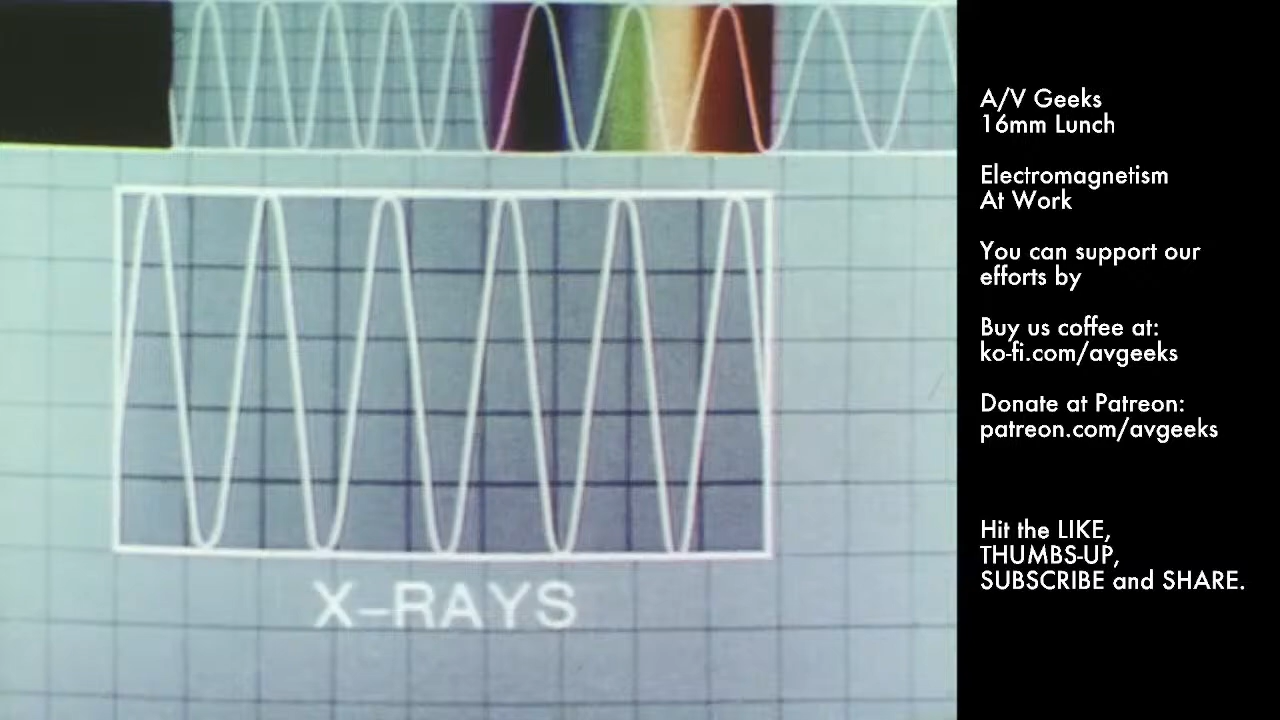 X-RAYS
A/V Geeks
16mm Lunch
Electromagnetism
At Work
You can support our
efforts by
Buy us coffee at:
ko-fi.com/avgeeks
Donate at Patreon:
patreon.com/avgeeks
Hit the LIKE,
THUMBS-UP,
SUBSCRIBE and SHARE.